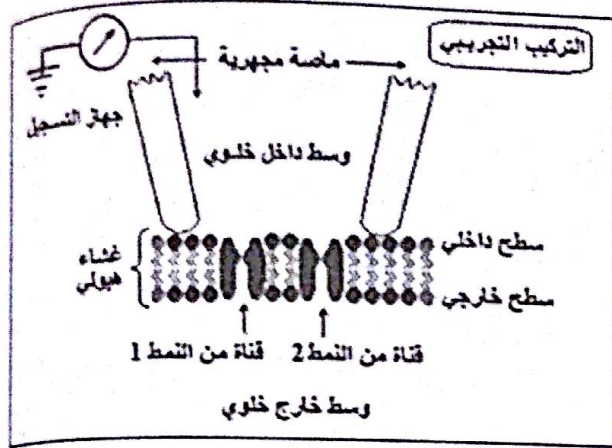 التركيب التجريبي
ماصة مجهرية
جهاز التسجيل
وسط داخل خلوي
سطح داخلي
غشاء
هيولي
سطح خارجي
قناة من النمط 2
قناة من النمط 1
وسط خارج خلوي